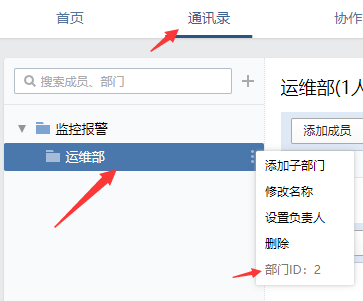 首页 通讯录 协作
搜索成员、部门
运维部(1人
监控报警
添加成员
运维部
添加子部门
修改名称
设置负责人
删除
部门ID：2